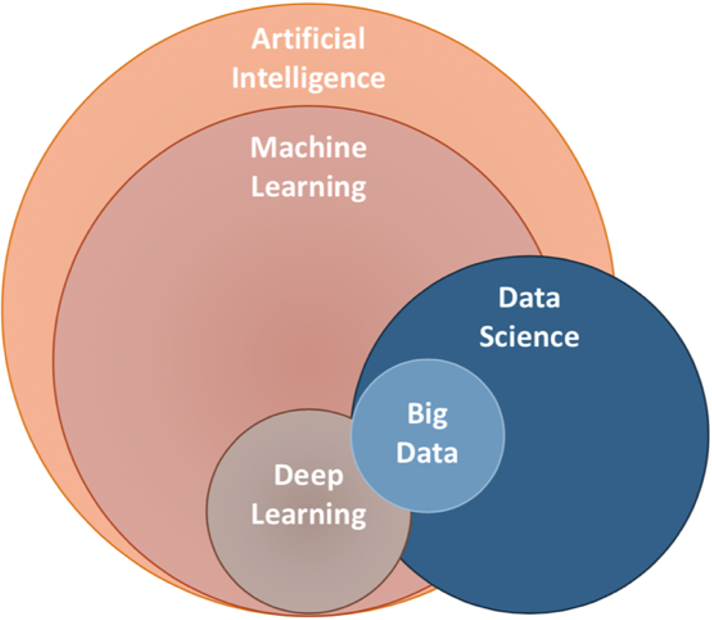 Artificial
Intelligence
Machine
Learning
Data
Science
Big
Data
Deep
Learning